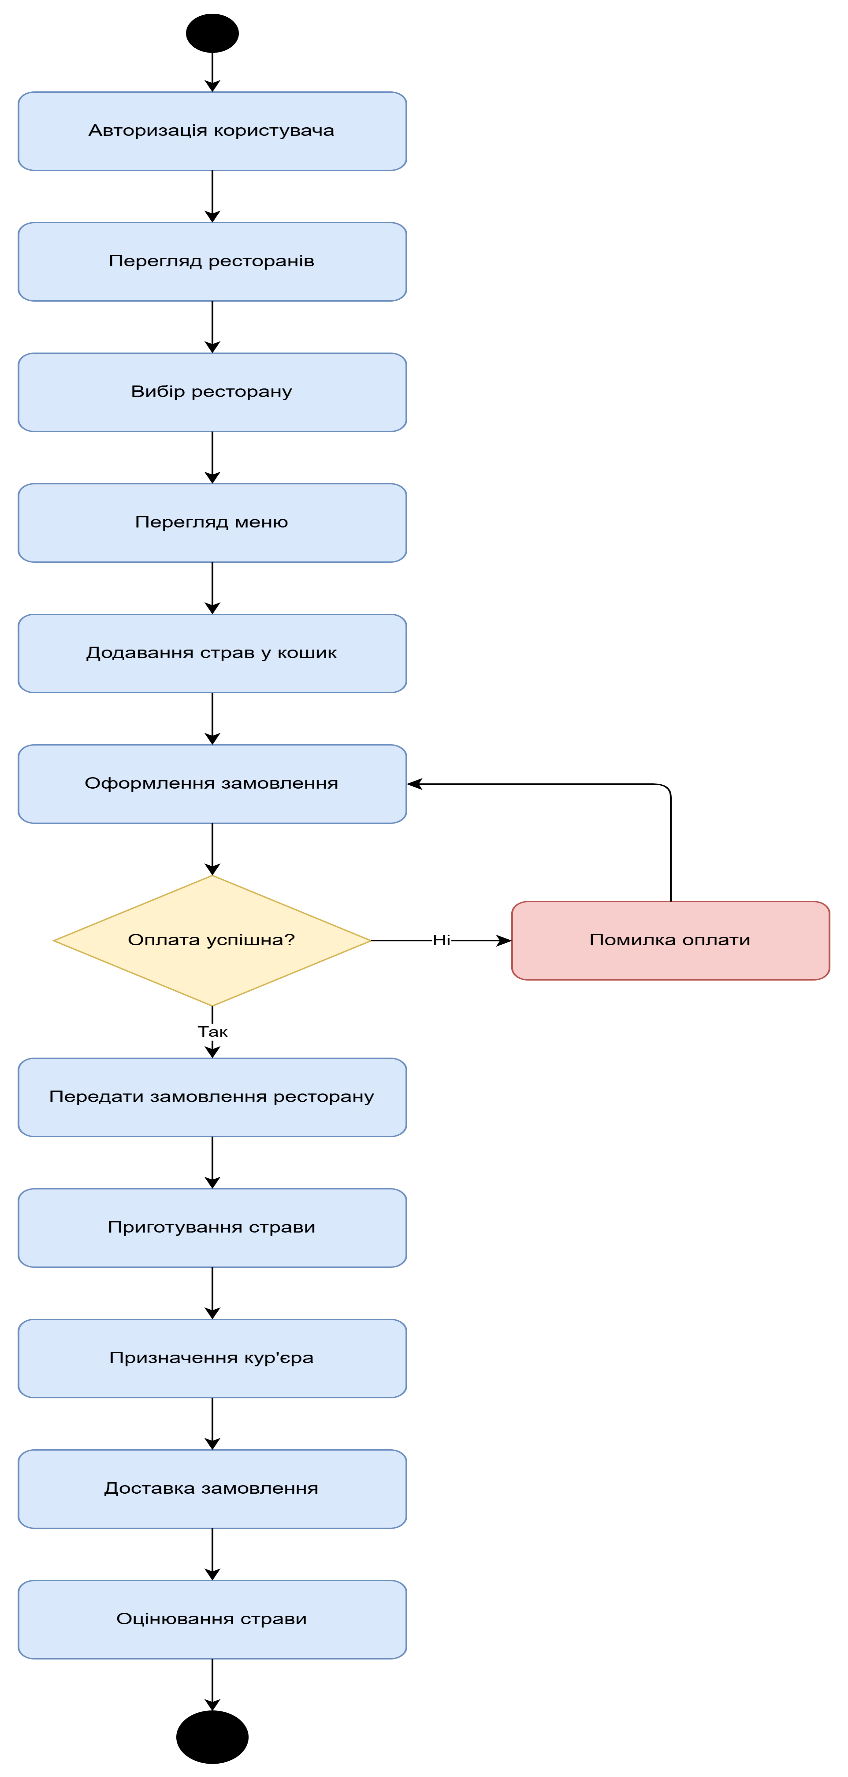 Авторизація користувача
Перегляд ресторанів
Вибір ресторану
Перегляд меню
Додавання страв у кошик
Оформлення замовлення
Оплата успішна?
Ні
Помилка оплати
Так
Передати замовлення ресторану
Приготування страви
Призначення кур'єра
Доставка замовлення
Оцінювання страви